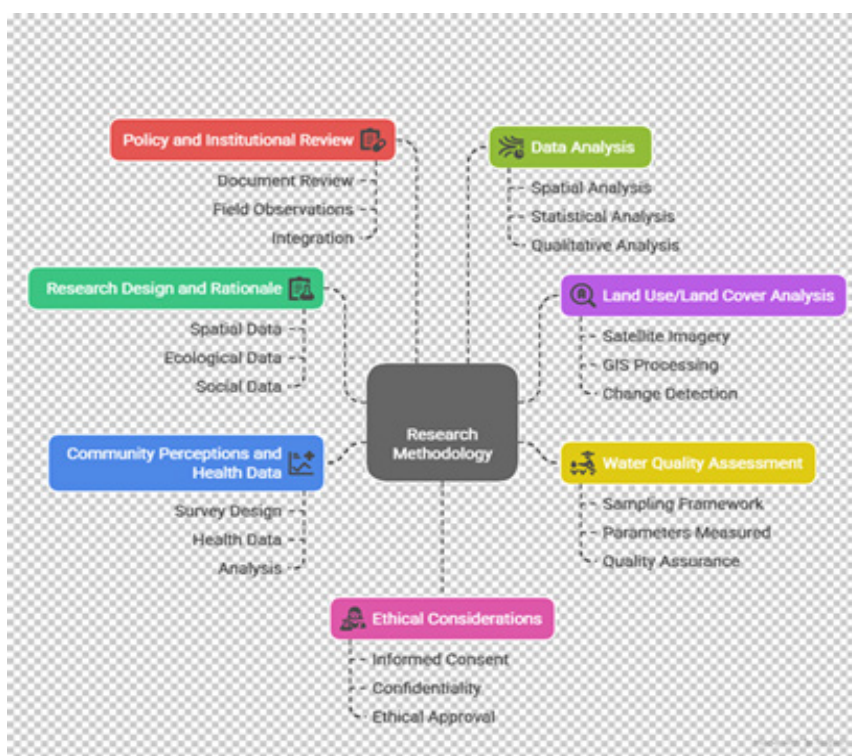 Policy and Institutional Review
Document Review
Field Observations
Integration
Data Analysis
Spatial Analysis
Statistical Analysis
Qualitative Analysis
Research Design and Rationale
Spatial Data
Ecological Data
Social Data
Land Use/Land Cover Analysis
Satellite Imagery
GIS Processing
Change Detection
Research
Methodology
Community Perceptions and
Health Data
Survey Design
Health Data
Analysis
Water Quality Assessment
Sampling Framework
Parameters Measured
Quality Assurance
Ethical Considerations
Informed Consent
Confidentiality
Ethical Approval